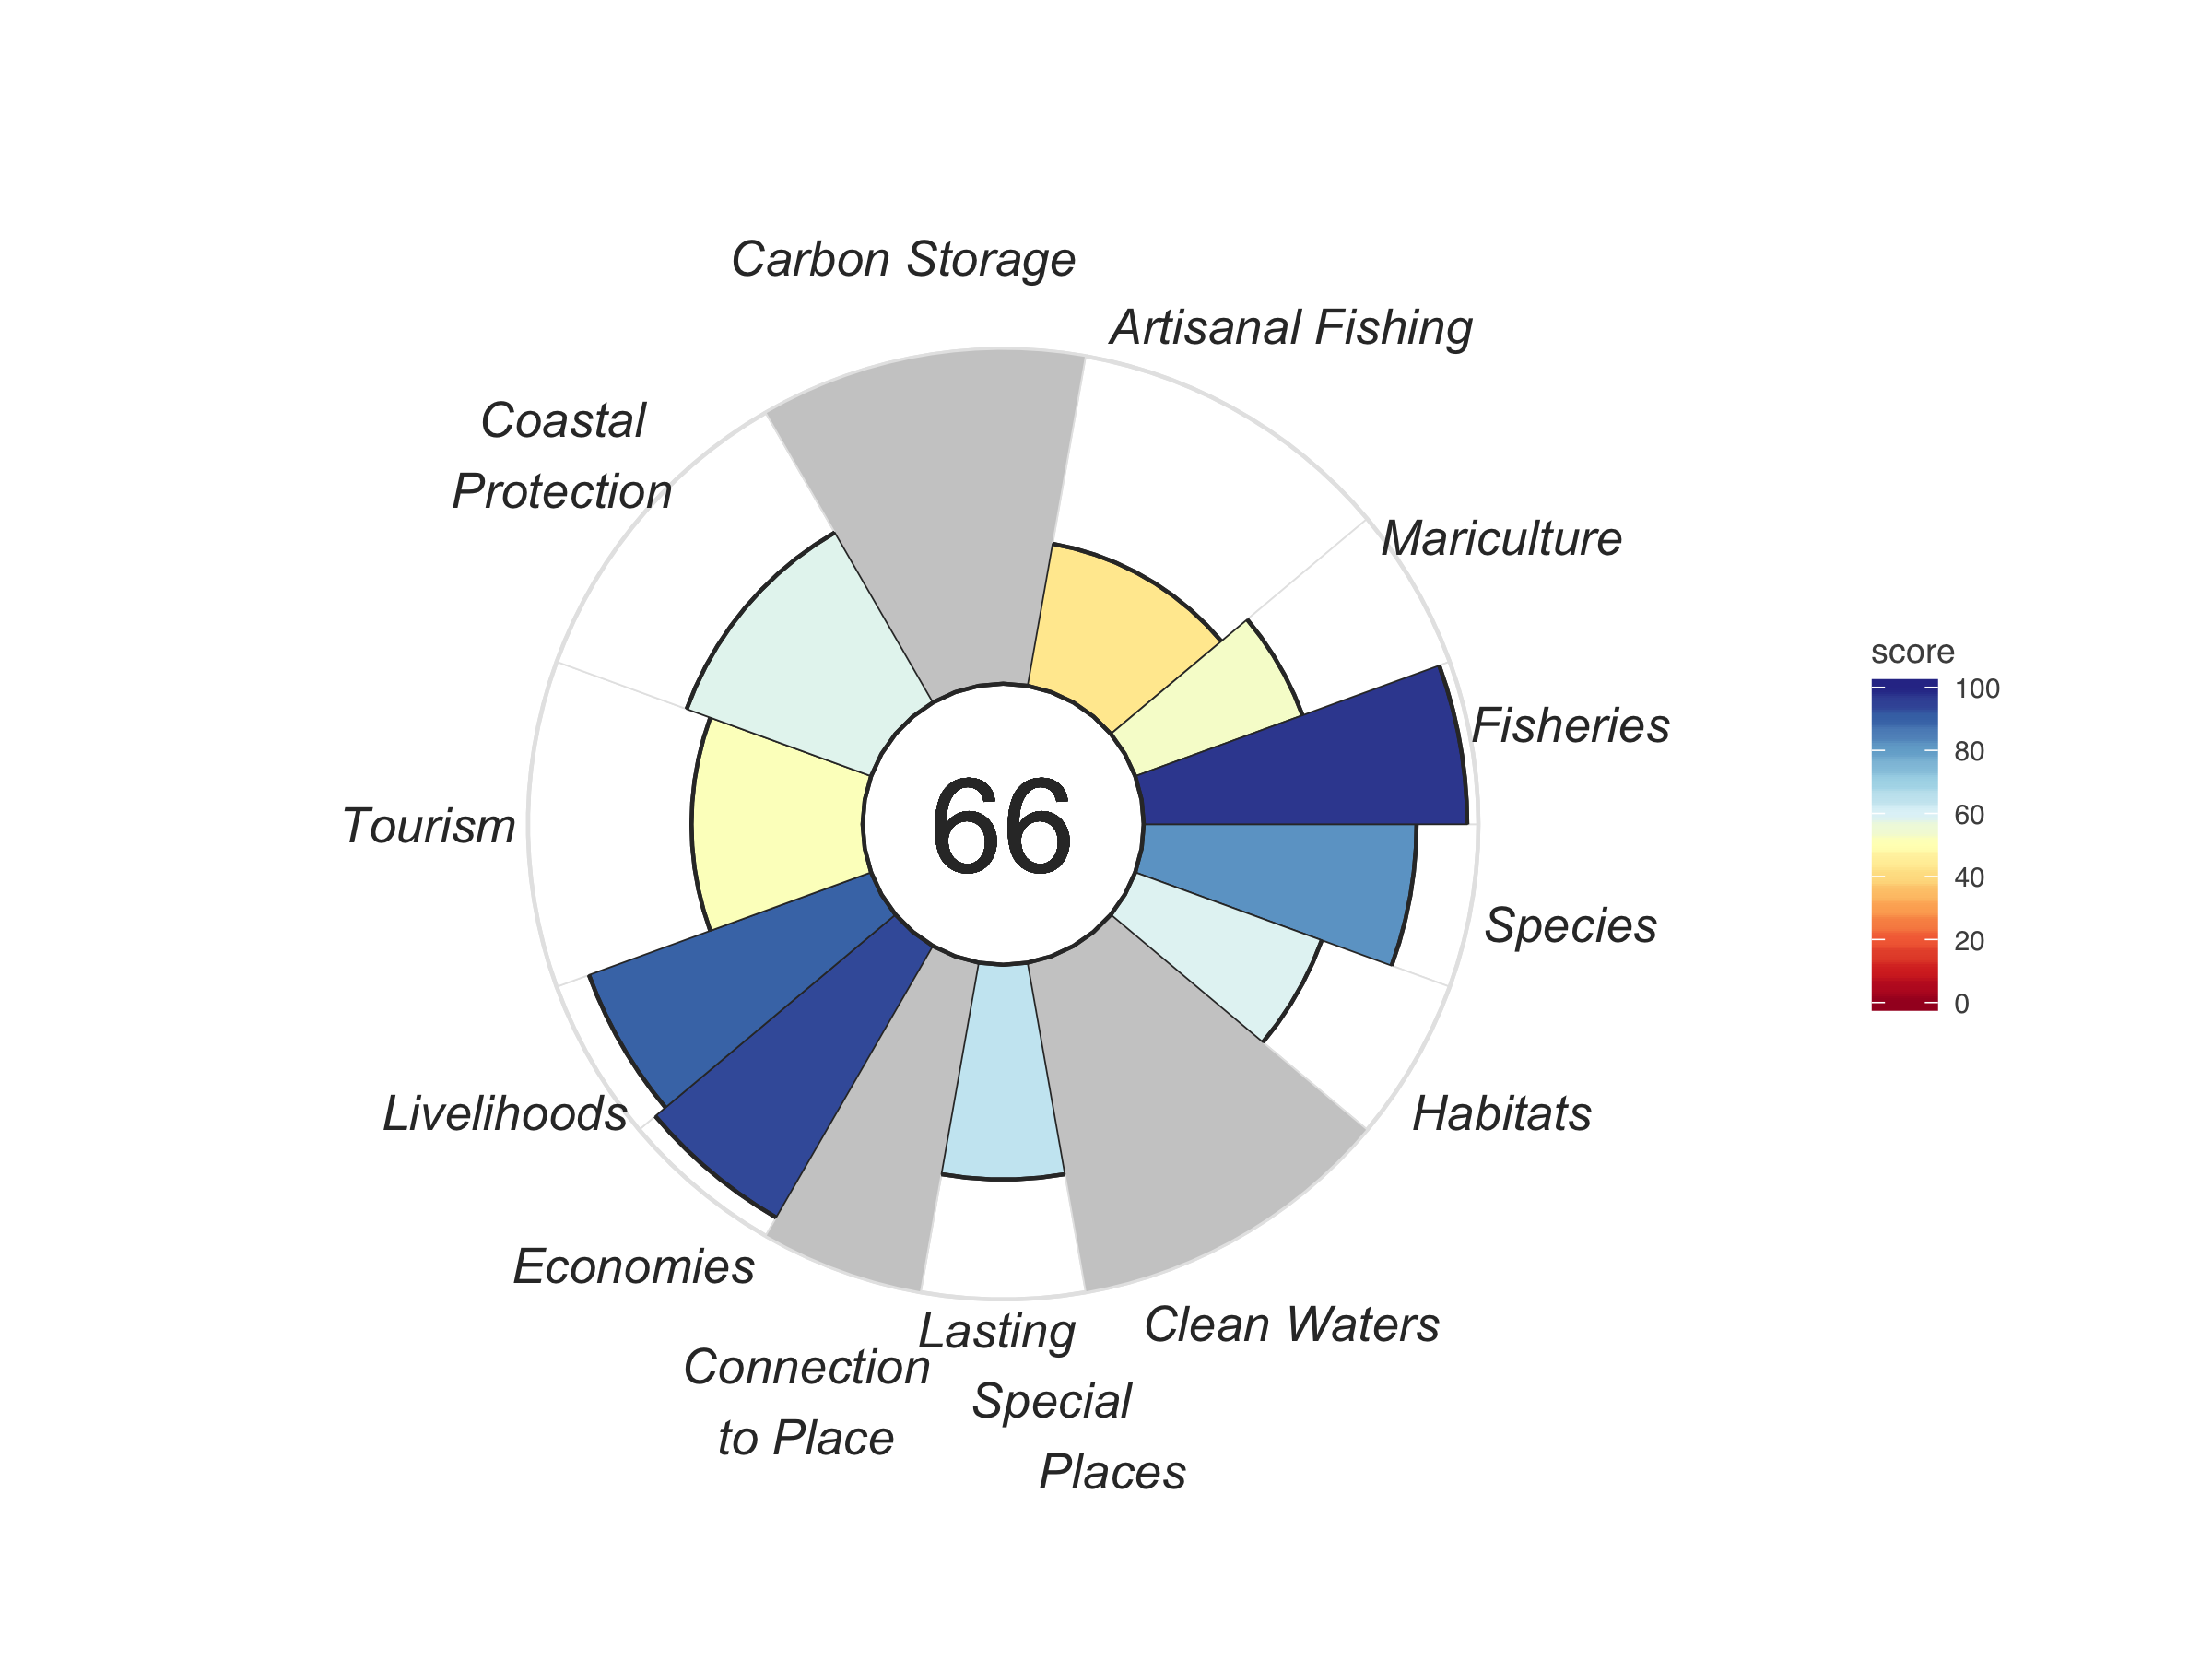 Carbon Storage
Artisanal Fishing
Coastal
Protection
Mariculture
Fisheries
Tourism
66
Species
Livelihoods
Habitats
Economies
Connection
to Place
Lasting
Special
Places
Clean Waters
score
100
80
60
40
20
0